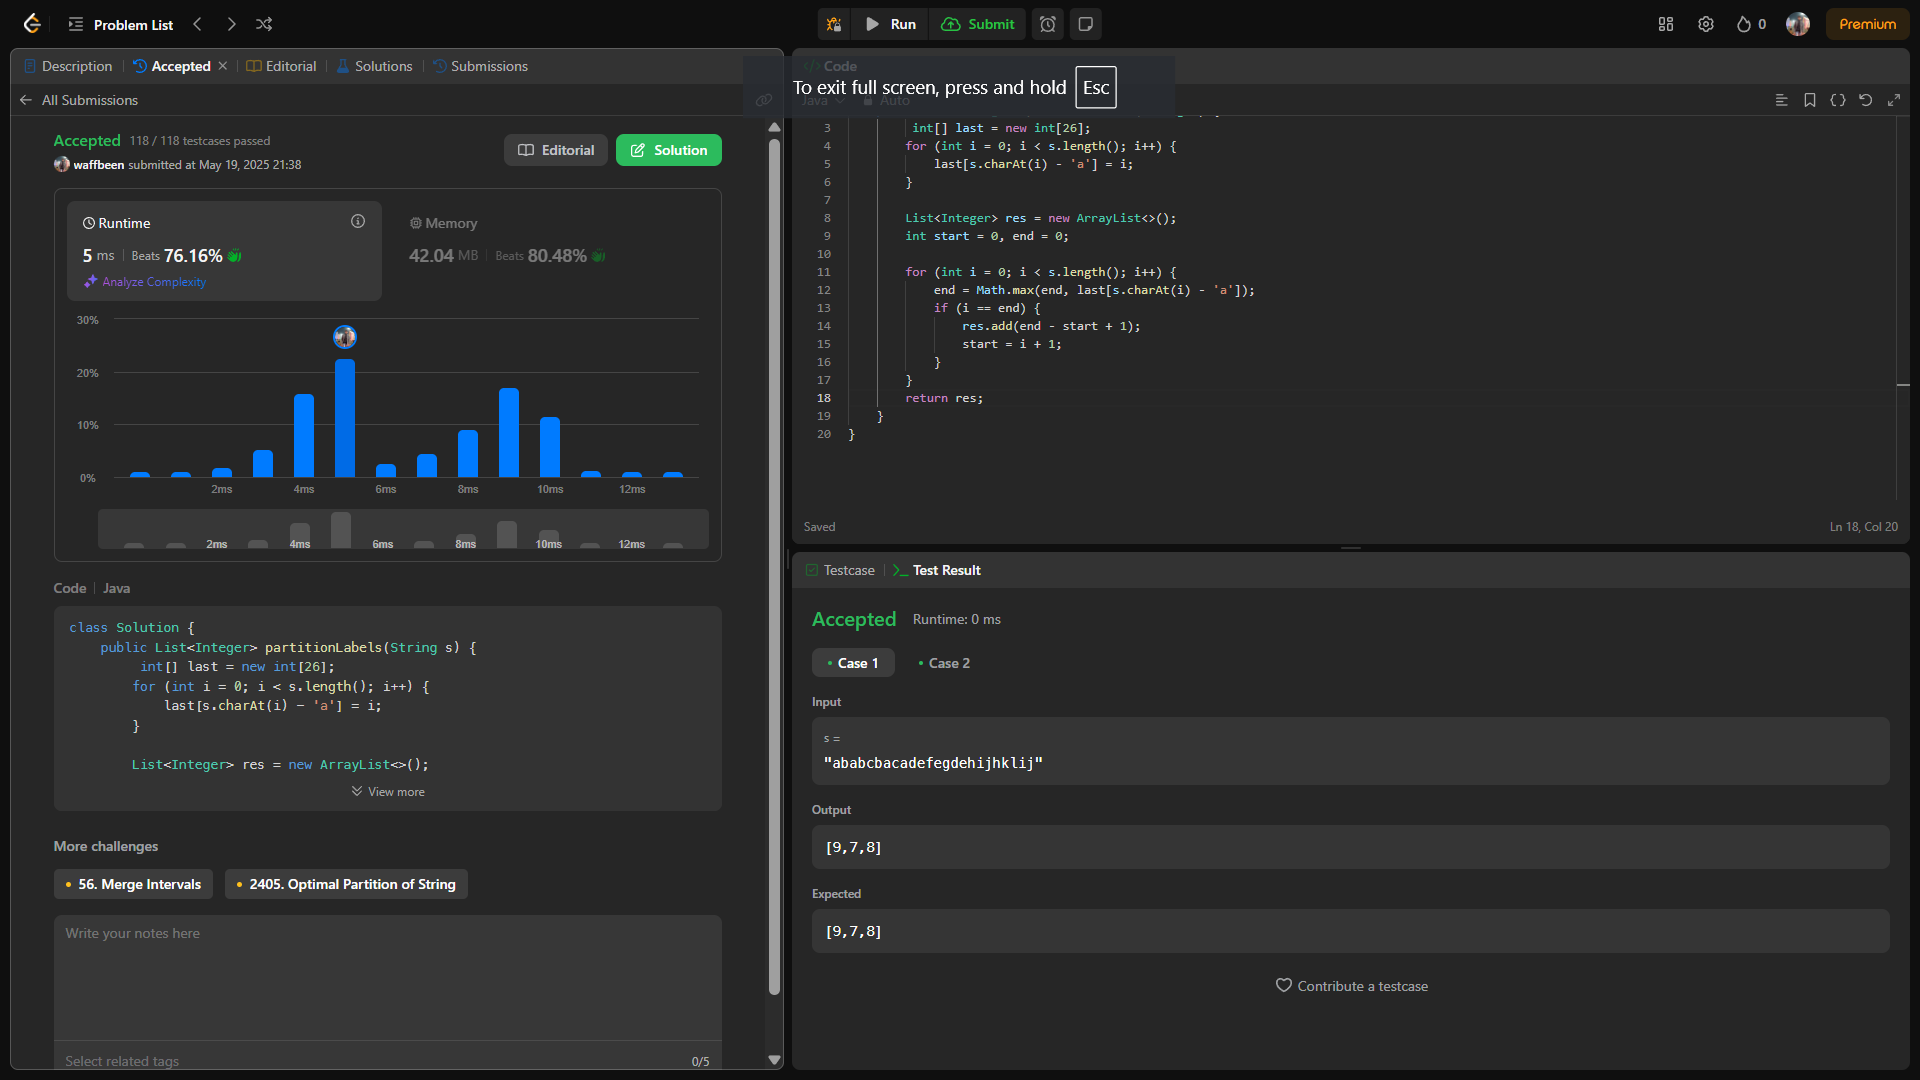 Problem List
Run
Submit
0
Premium
Description
Accepted
Editorial
Solutions
Submissions
All Submissions
Accepted 118 / 118 testcases passed
waffbeen submitted at May 19, 2025 21:38
Editorial
Solution
Runtime
5 ms Beats 76.16%
Analyze Complexity
Memory
42.04 MB Beats 80.48%
30%
20%
10%
0%
2ms 4ms 6ms 8ms 10ms 12ms
2ms 4ms 6ms 8ms 10ms 12ms
Code Java
class Solution {
    public List<Integer> partitionLabels(String s) {
         int[] last = new int[26];
        for (int i = 0; i < s.length(); i++) {
            last[s.charAt(i) - 'a'] = i;
        }
        List<Integer> res = new ArrayList<>();
View more
More challenges
56. Merge Intervals
2405. Optimal Partition of String
Write your notes here
Select related tags
0/5
Code
To exit full screen, press and hold Esc
Java
Auto
3 int[] last = new int[26];
4 for (int i = 0; i < s.length(); i++) {
5 last[s.charAt(i) - 'a'] = i;
6 }
7
8 List<Integer> res = new ArrayList<>();
9 int start = 0, end = 0;
10
11 for (int i = 0; i < s.length(); i++) {
12 end = Math.max(end, last[s.charAt(i) - 'a']);
13 if (i == end) {
14 res.add(end - start + 1);
15 start = i + 1;
16 }
17 }
18 return res;
19 }
20 }
Saved
Ln 18, Col 20
Testcase
Test Result
Accepted Runtime: 0 ms
Case 1
Case 2
Input
s =
"ababcbacadefegdehijhklij"
Output
[9,7,8]
Expected
[9,7,8]
Contribute a testcase